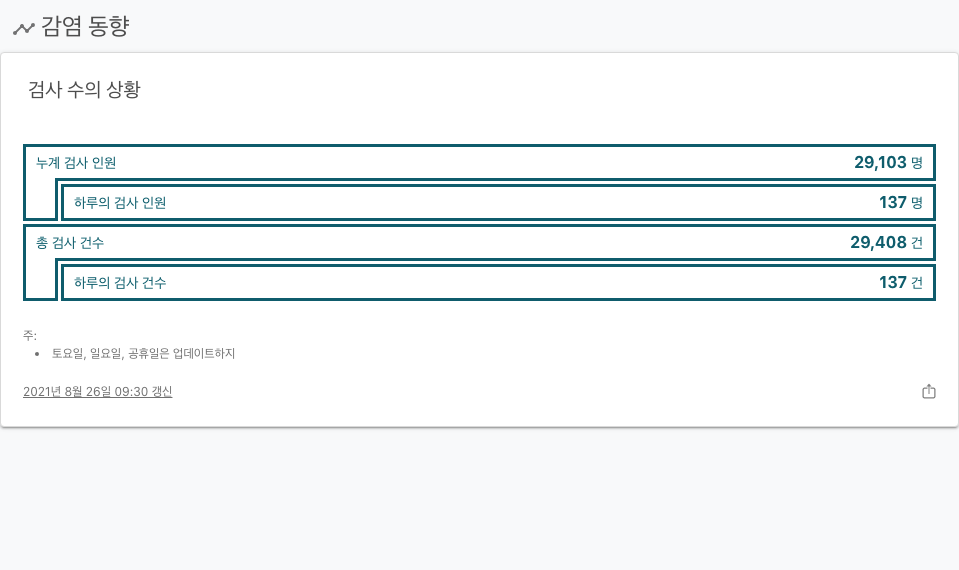 감염 동향
검사 수의 상황
누계 검사 인원 29,103 명
하루의 검사 인원 137 명
총 검사 건수 29,408 건
하루의 검사 건수 137 건
주:
토요일, 일요일, 공휴일은 업데이트하지
2021년 8월 26일 09:30 갱신